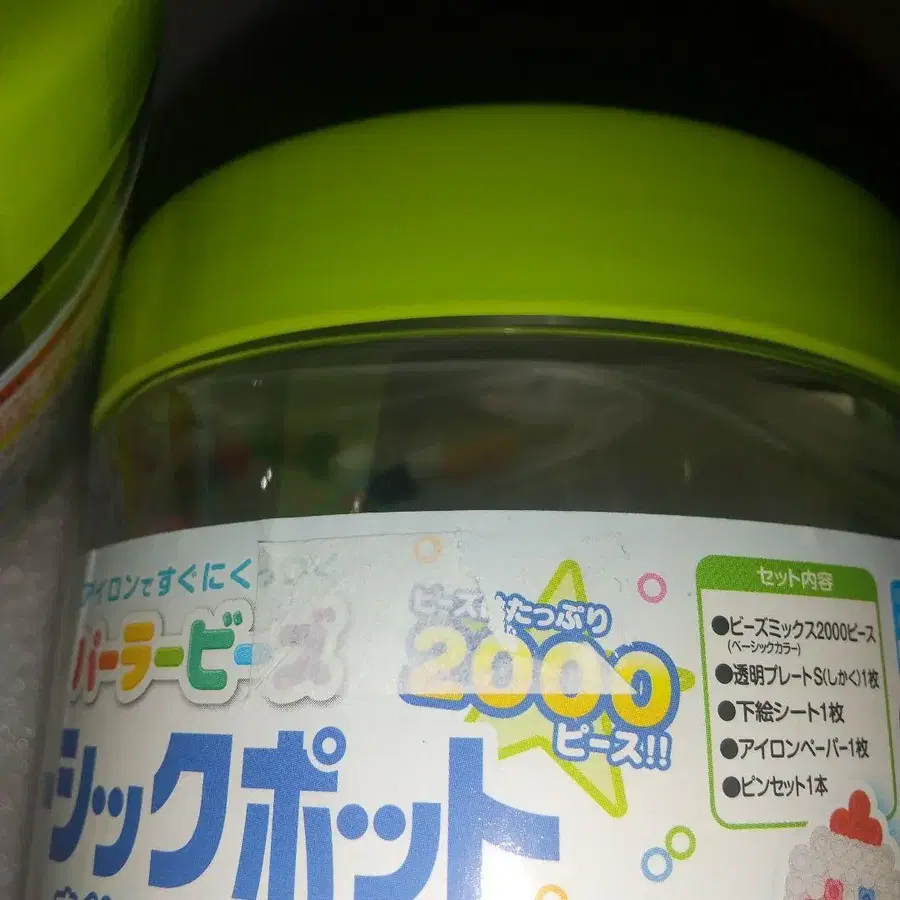 アイロンですぐにく
パーラービーズ
シックポット
ビーズ たっぷり
2000
ピース!!
セット内容
●ビーズミックス2000ピース
(ベーシックカラー)
●透明プレートS(しかく)1枚
●下絵シート1枚
●アイロンペーパー1枚
●ピンセット1本